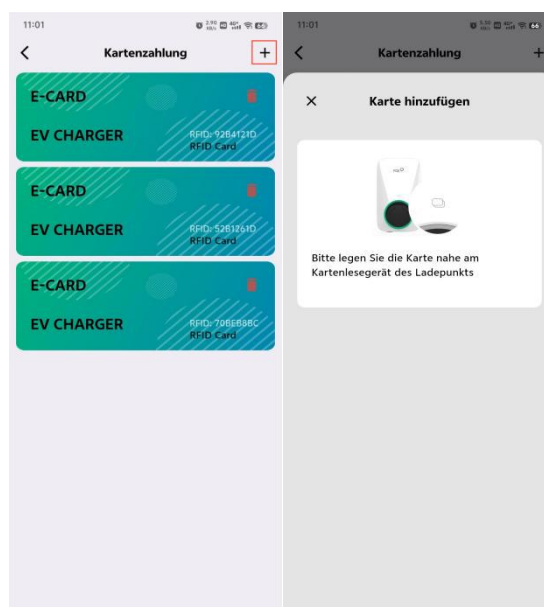 11:01
Kartenzahlung
+
E-CARD
EV CHARGER
RFID: 92B4121D
RFID Card
E-CARD
EV CHARGER
RFID: 52B1261D
RFID Card
E-CARD
EV CHARGER
RFID: 70BEB8BC
RFID Card
11:01
Kartenzahlung
+
Karte hinzufügen
Bitte legen Sie die Karte nahe am
Kartenlesegerät des Ladepunkts